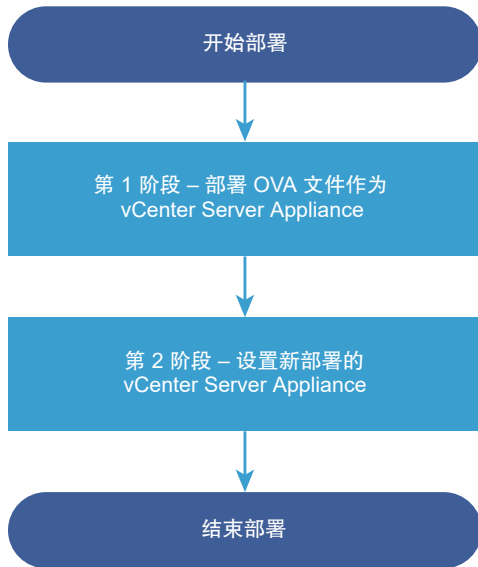 开始部署
第 1 阶段 – 部署 OVA 文件作为
vCenter Server Appliance
第 2 阶段 – 设置新部署的
vCenter Server Appliance
结束部署